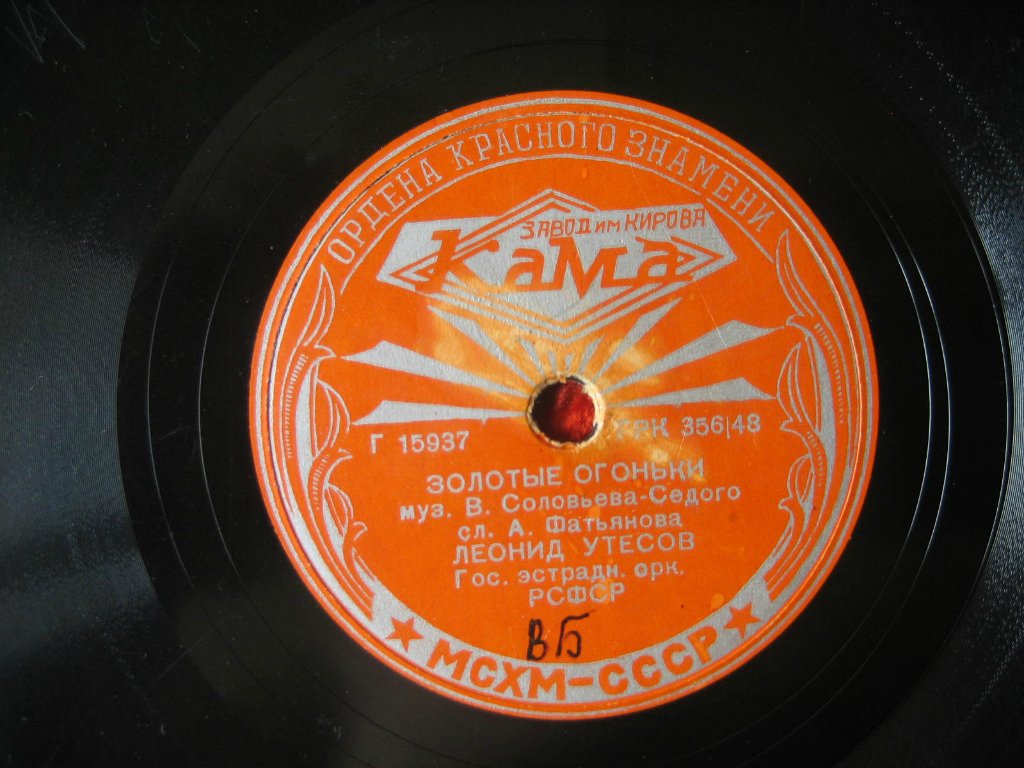 ОРДЕНА КРАСНОГО ЗНАМЕНИ
ЗАВОД им КИРОВА
КаМа
Г 15937
356|48
ЗОЛОТЫЕ ОГОНЬКИ
муз. В. Соловьева-Седого
сл. А. Фатьянова
ЛЕОНИД УТЕСОВ
Гос. эстрадн. орк.
РСФСР
ВБ
МСХМ-СССР